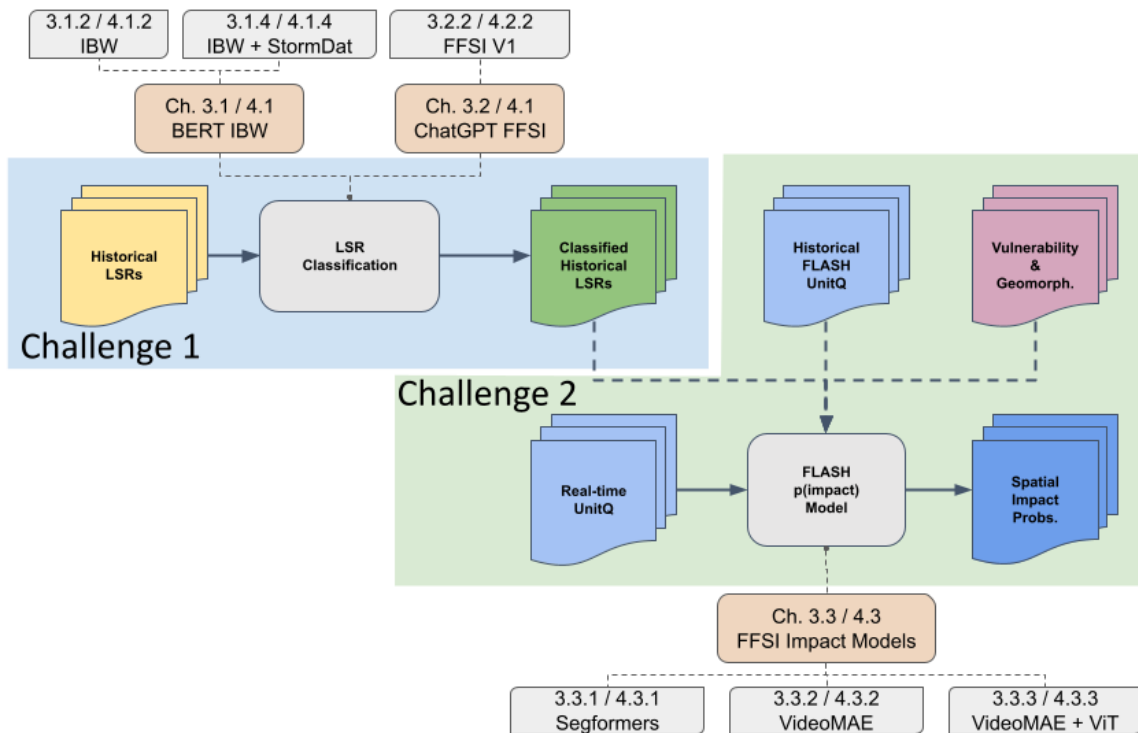 3.1.2 / 4.1.2
IBW
3.1.4 / 4.1.4
IBW + StormDat
3.2.2 / 4.2.2
FFSI V1
Ch. 3.1 / 4.1
BERT IBW
Ch. 3.2 / 4.1
ChatGPT FFSI
Historical
LSRs
LSR
Classification
Classified
Historical
LSRs
Historical
FLASH
UnitQ
Vulnerability
&
Geomorph.
Challenge 1
Challenge 2
Real-time
UnitQ
FLASH
p(impact)
Model
Spatial
Impact
Probs.
Ch. 3.3 / 4.3
FFSI Impact Models
3.3.1 / 4.3.1
Segformers
3.3.2 / 4.3.2
VideoMAE
3.3.3 / 4.3.3
VideoMAE + ViT